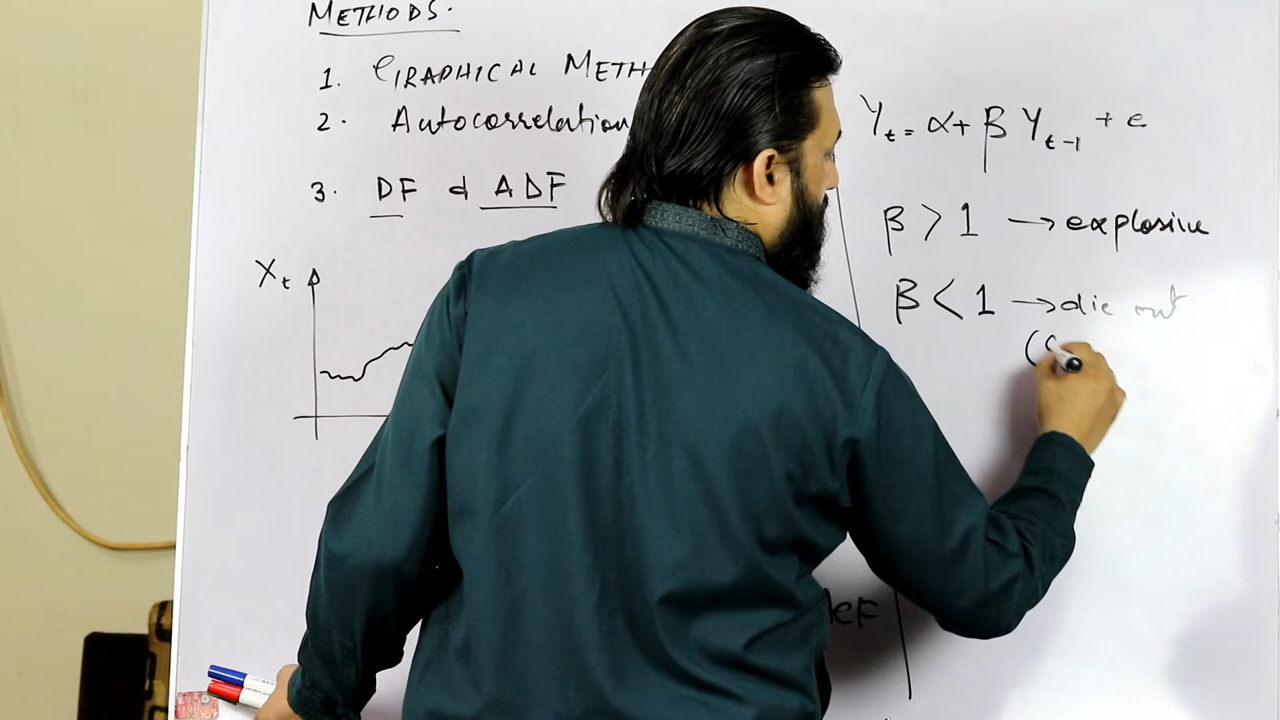 METHODS.
1. GRAPHICAL METH
2. Autocorrelation
3. DF & ADF
Xt
Yt = α + β Yt-1 + e
β > 1 → explosive
β < 1 → die out
(